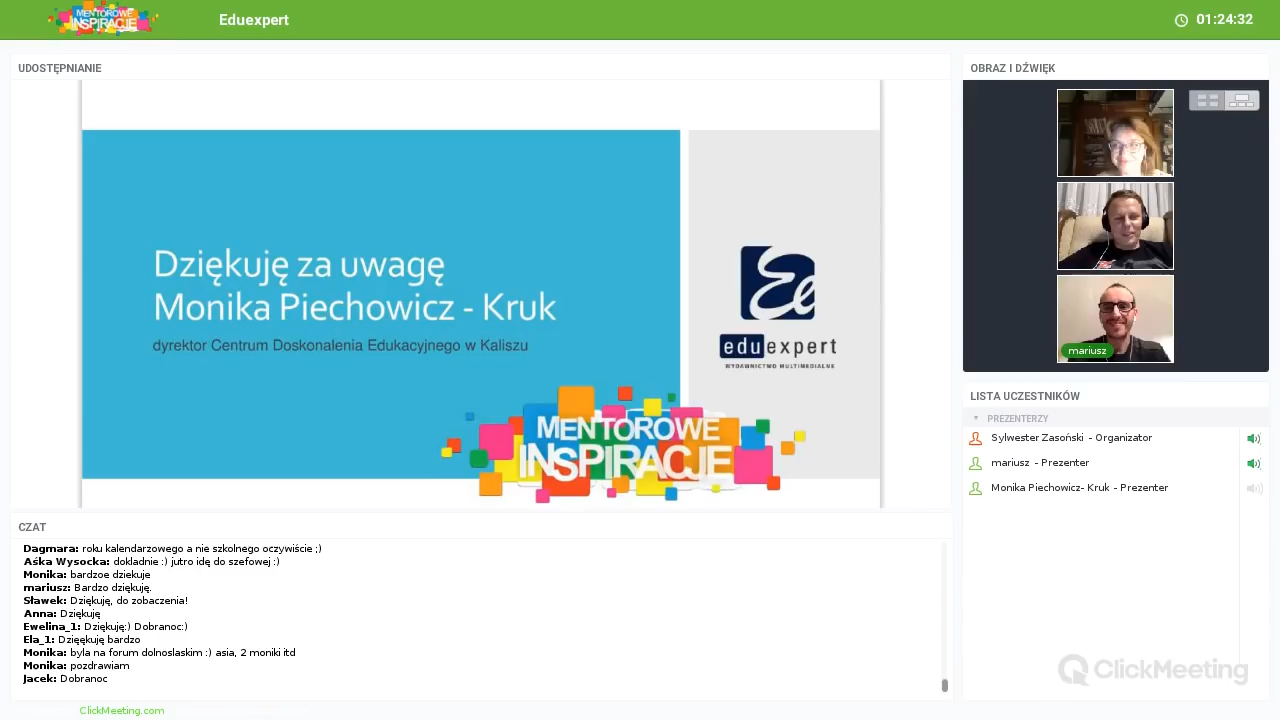 MENTOROWE
INSPIRACJE
Eduexpert
01:24:32
UDOSTĘPNIANIE
Dziękuję za uwagę
Monika Piechowicz - Kruk
dyrektor Centrum Doskonalenia Edukacyjnego w Kaliszu
eduexpert
WYDAWNICTWO MULTIMEDIALNE
MENTOROWE
INSPIRACJE
CZAT
Dagmara: roku kalendarzowego a nie szkolnego oczywiście ;)
Aśka Wysocka: dokladnie :) jutro idę do szefowej :)
Monika: bardzoe dziekuje
mariusz: Bardzo dziękuję.
Sławek: Dziękuję, do zobaczenia!
Anna: Dziękuję
Ewelina_1: Dziękuję:) Dobranoc:)
Ela_1: Dzięękuję bardzo
Monika: byla na forum dolnoslaskim :) asia, 2 moniki itd
Monika: pozdrawiam
Jacek: Dobranoc
ClickMeeting.com
OBRAZ I DŹWIĘK
mariusz
LISTA UCZESTNIKÓW
PREZENTERZY
Sylwester Zasoński - Organizator
mariusz - Prezenter
Monika Piechowicz- Kruk - Prezenter
ClickMeeting